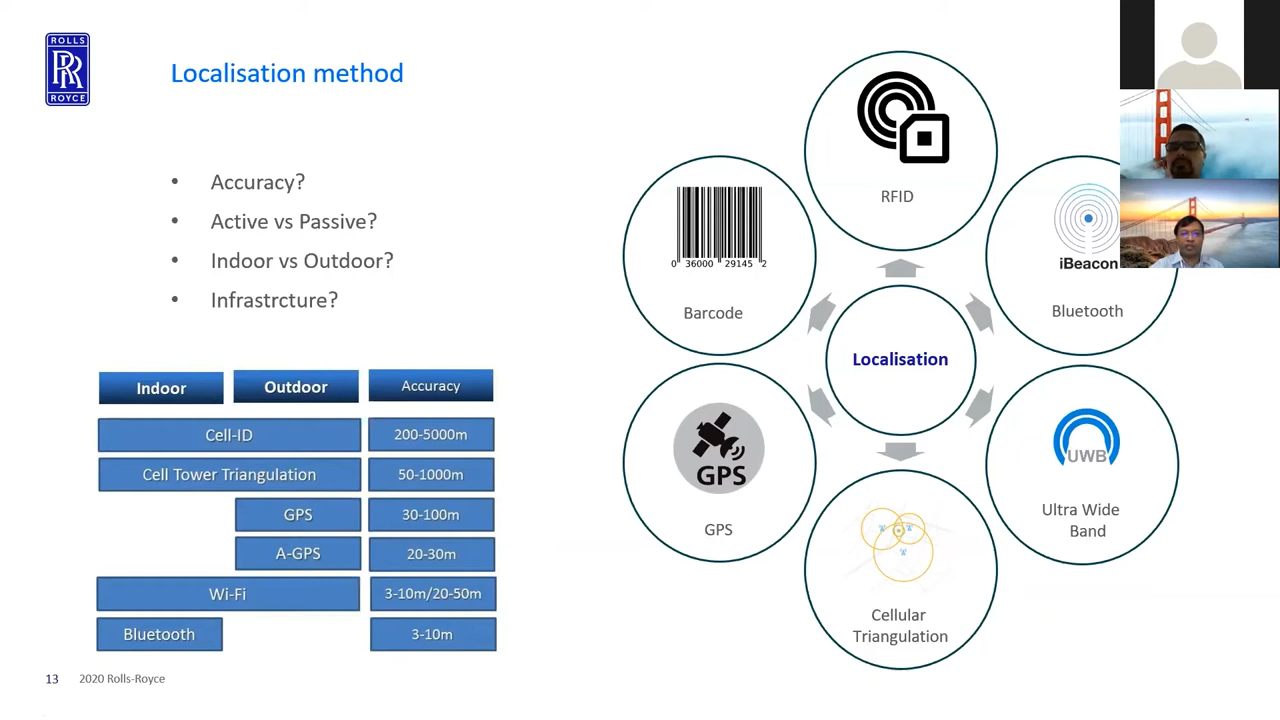 ROLLS
RR
ROYCE
Localisation method
• Accuracy?
• Active vs Passive?
• Indoor vs Outdoor?
• Infrastrcture?
Indoor Outdoor Accuracy
Cell-ID 200-5000m
Cell Tower Triangulation 50-1000m
GPS 30-100m
A-GPS 20-30m
Wi-Fi 3-10m/20-50m
Bluetooth 3-10m
RFID
0 36000 29145 2
Barcode
iBeacon
Bluetooth
Localisation
GPS
GPS
UWB
Ultra Wide
Band
Cellular
Triangulation
13 2020 Rolls-Royce